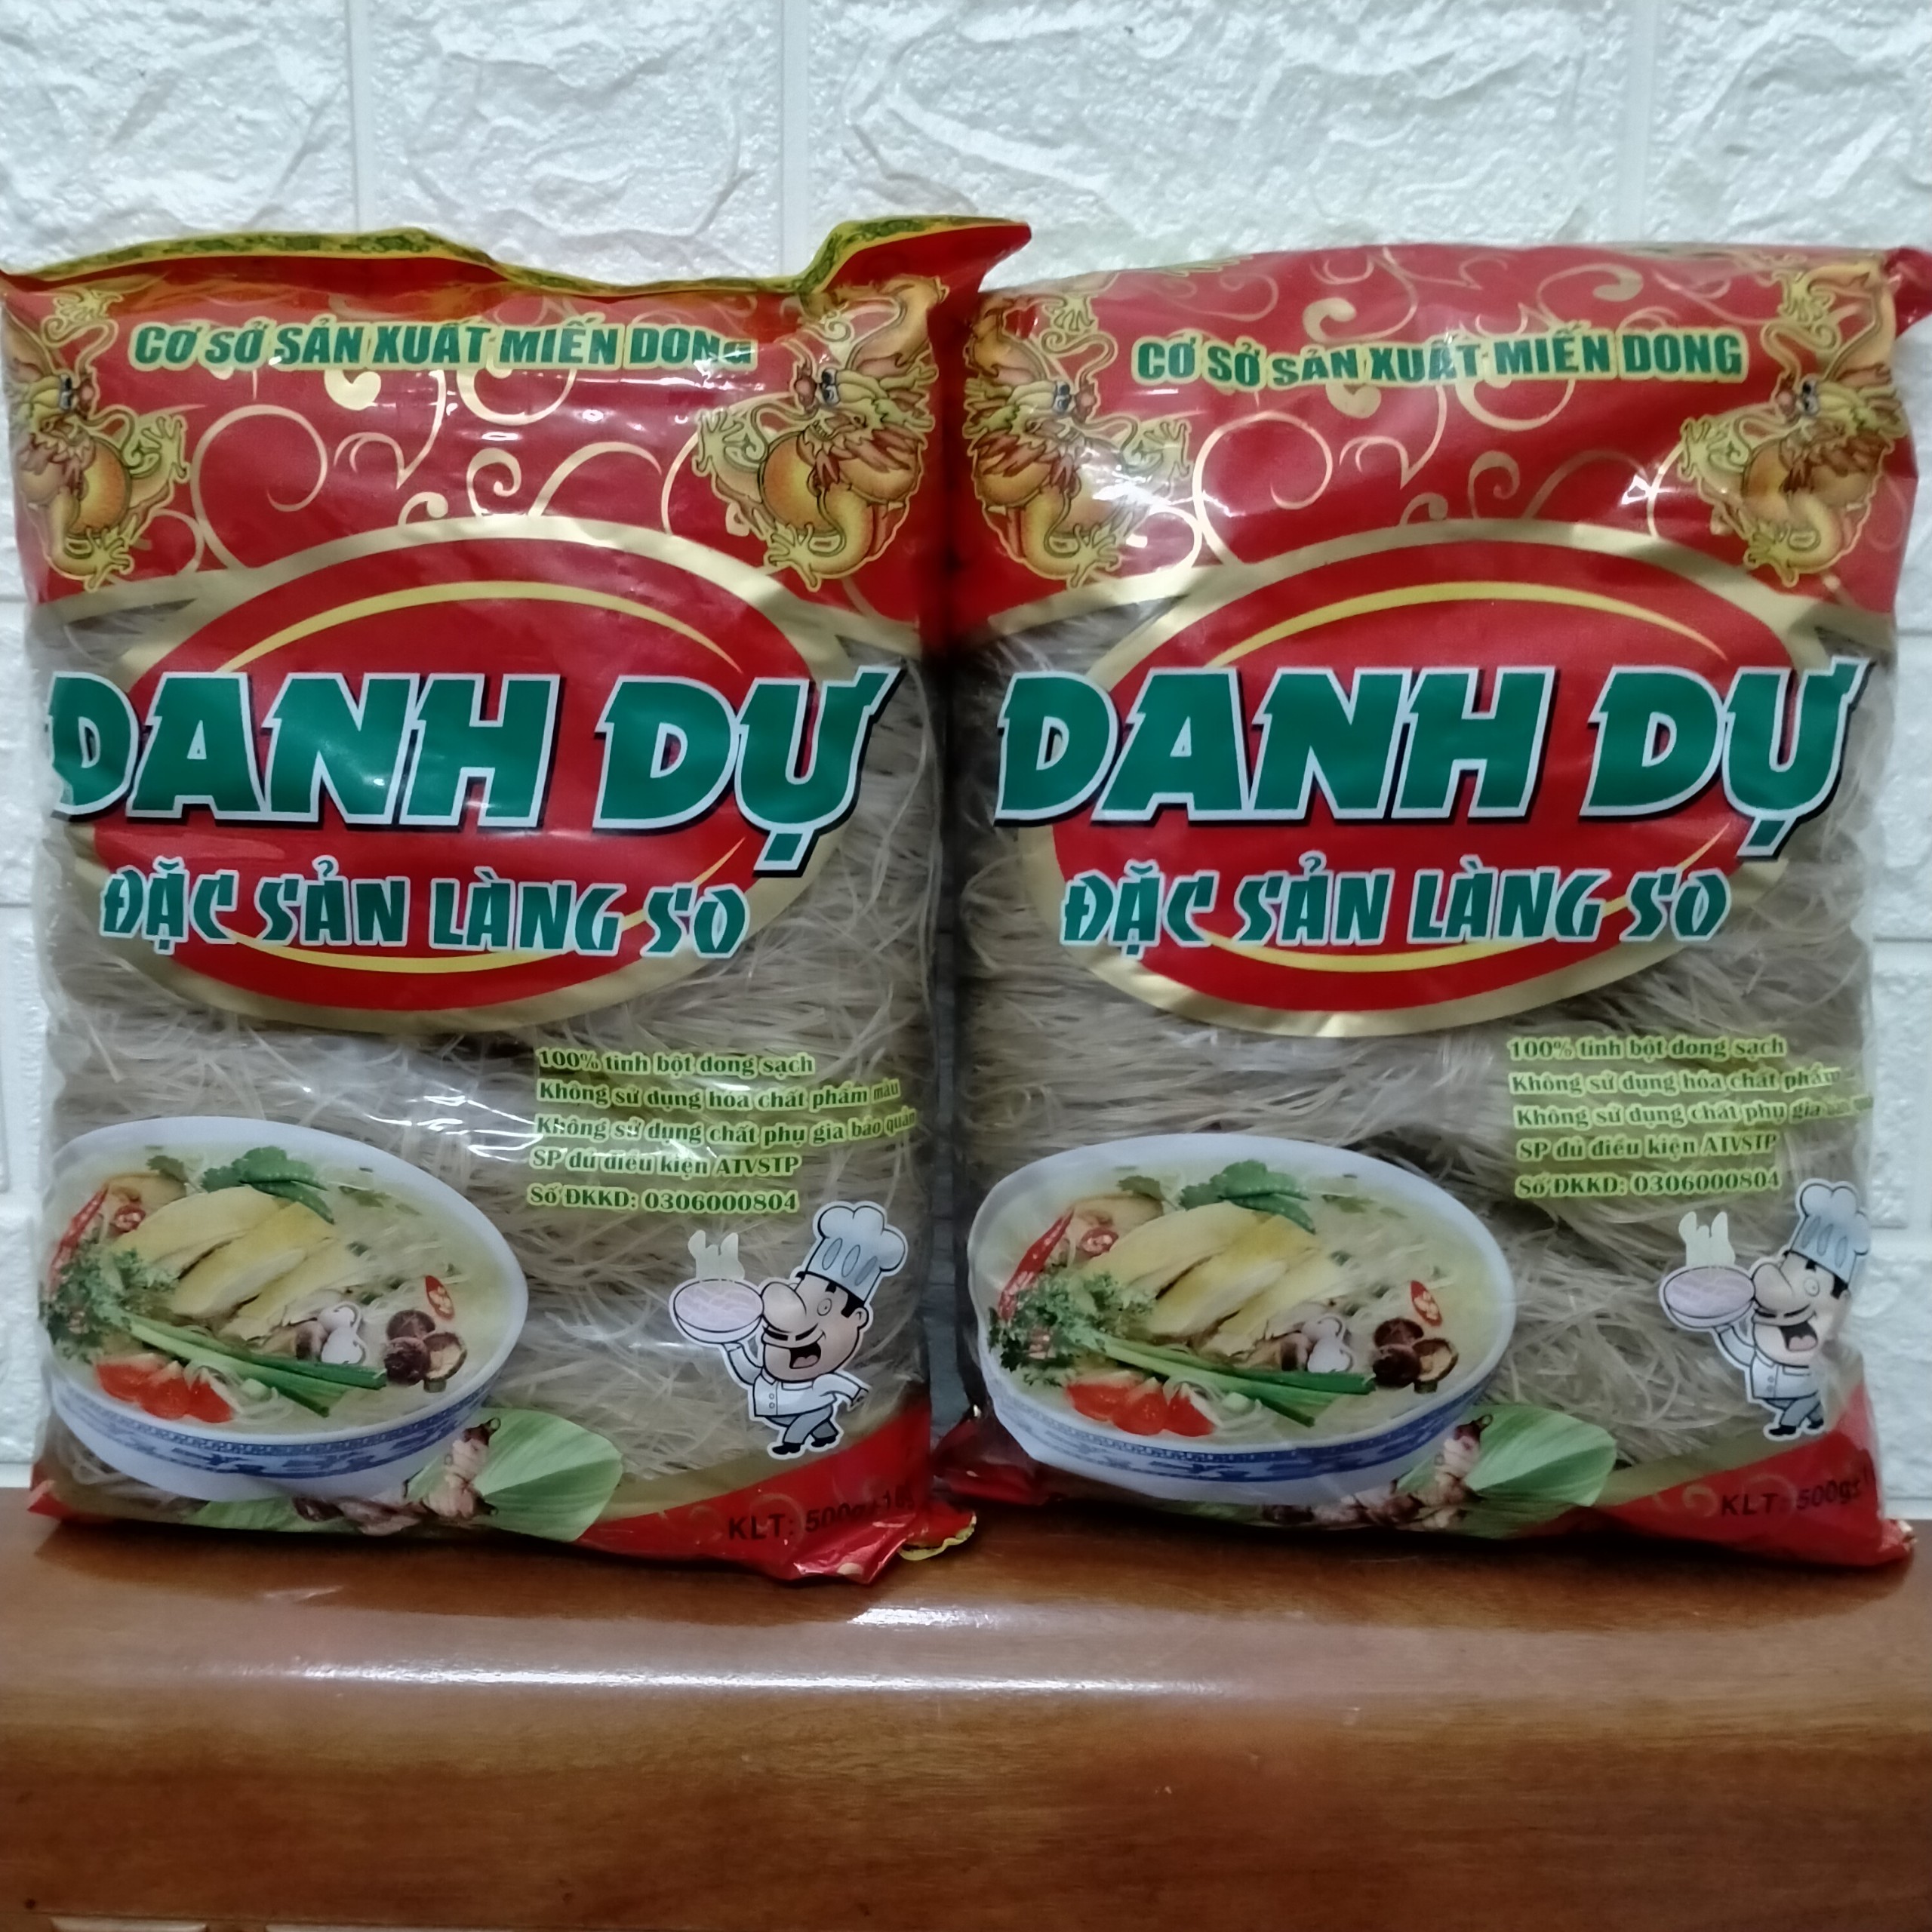 CƠ SỞ SẢN XUẤT MIẾN DONG
DANH DỰ
ĐẶC SẢN LÀNG SO
100% tinh bột dong sạch
Không sử dụng hóa chất phẩm màu
Không sử dụng chất phụ gia bảo quản
SP đủ điều kiện ATVSTP
Số ĐKKD: 0306000804
KLT: 500g
CƠ SỞ SẢN XUẤT MIẾN DONG
DANH DỰ
ĐẶC SẢN LÀNG SO
100% tinh bột dong sạch
Không sử dụng hóa chất phẩm
Không sử dụng chất phụ gia
SP đủ điều kiện ATVSTP
Số ĐKKD: 0306000804
KLT: 500g